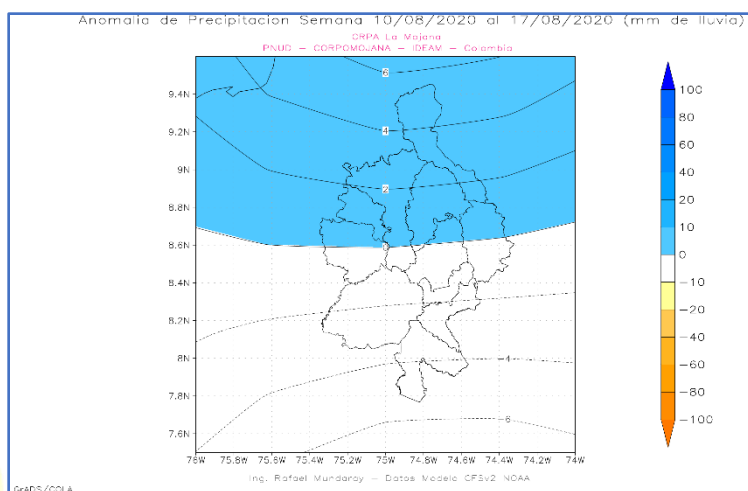 Anomalia de Precipitacion Semana 10/08/2020 al 17/08/2020 (mm de lluvia)
CRPA La Mojana
PNUD – CORPOMOJANA – IDEAM – Colombia
6
4
2
0
-4
-6
9.4N
9.2N
9N
8.8N
8.6N
8.4N
8.2N
8N
7.8N
7.6N
76W 75.8W 75.6W 75.4W 75.2W 75W 74.8W 74.6W 74.4W 74.2W 74W
100
80
60
40
20
10
0
-10
-20
-40
-60
-80
-100
Ing. Rafael Mundaray – Datos Modelo CFSv2 NOAA
GrADS/COLA